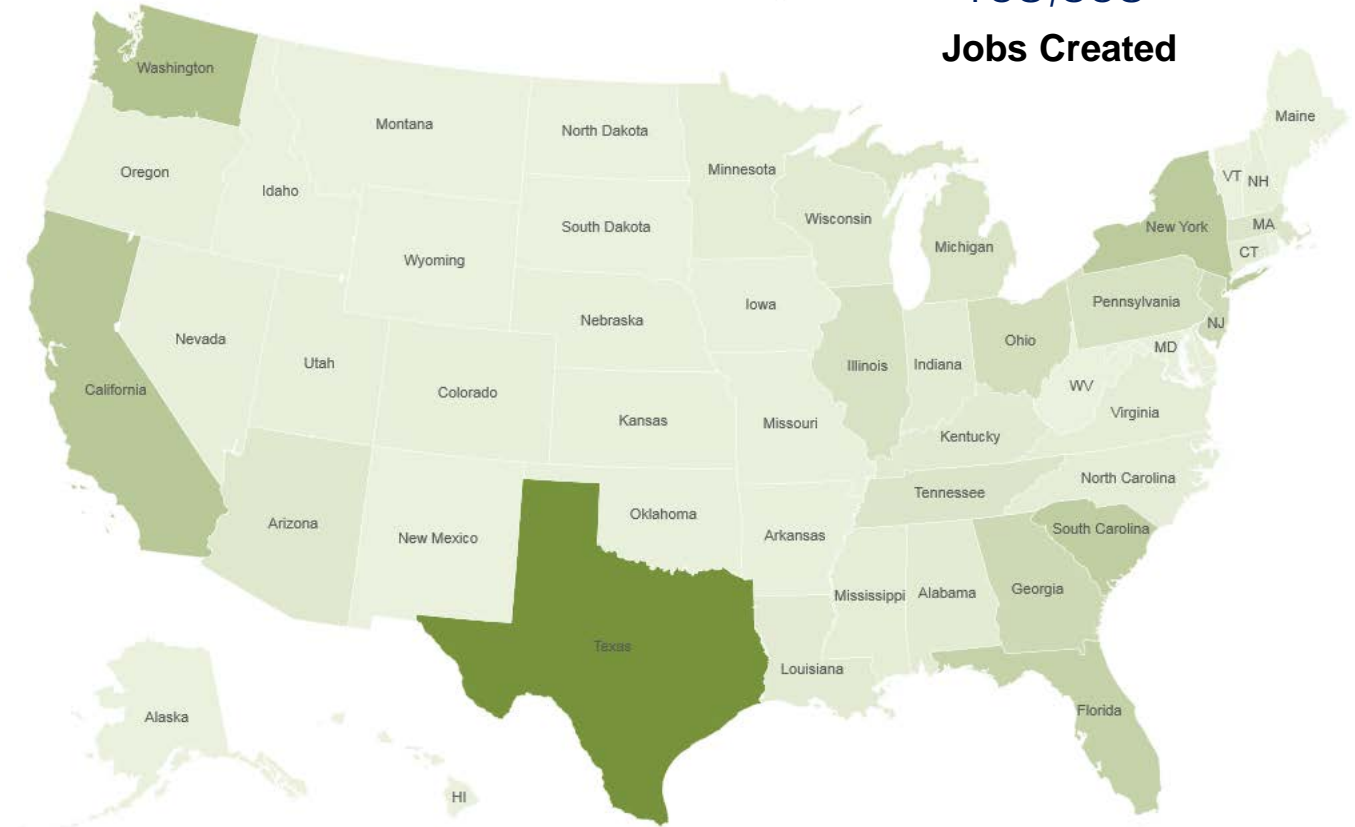 Jobs Created
Washington
Maine
Montana
North Dakota
Minnesota
Oregon
VT
NH
Idaho
Wisconsin
MA
South Dakota
New York
Michigan
CT
Wyoming
Iowa
Pennsylvania
Nebraska
NJ
Nevada
Ohio
MD
Utah
Illinois
Indiana
California
Colorado
WV
Virginia
Kansas
Missouri
Kentucky
North Carolina
Tennessee
Oklahoma
Arizona
South Carolina
New Mexico
Arkansas
Georgia
Mississippi
Alabama
Texas
Louisiana
Florida
Alaska
HI